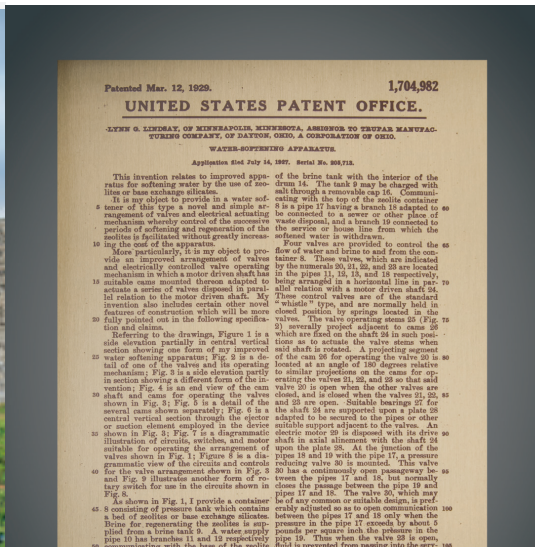 Patented Mar. 12, 1929.
1,704,982
UNITED STATES PATENT OFFICE.
LYNN G. LINDSAY, OF MINNEAPOLIS, MINNESOTA, ASSIGNOR TO TRUPAR MANUFAC-
TURING COMPANY, OF DAYTON, OHIO, A CORPORATION OF OHIO.
WATER-SOFTENING APPARATUS.
Application filed July 14, 1927. Serial No. 205,713.
This invention relates to improved appa-
ratus for softening water by the use of zeo-
lites or base exchange silicates.
It is my object to provide in a water sof-
5 tener of this type a novel and simple ar-
rangement of valves and electrical actuating
mechanism whereby control of the successive
periods of softening and regeneration of the
zeolites is facilitated without greatly increas-
10 ing the cost of the apparatus.
More particularly, it is my object to pro-
vide an improved arrangement of valves
and electrically controlled valve operating
mechanism in which a motor driven shaft has
15 suitable cams mounted thereon adapted to
actuate a series of valves disposed in paral-
lel relation to the motor driven shaft. My
invention also includes certain other novel
features of construction which will be more
20 fully pointed out in the following specifica-
tion and claims.
Referring to the drawings, Figure 1 is a
side elevation partially in central vertical
section showing one form of my improved
25 water softening apparatus; Fig. 2 is a de-
tail of one of the valves and its operating
mechanism; Fig. 3 is a side elevation partly
in section showing a different form of the in-
vention; Fig. 4 is an end view of the cam
30 shaft and cams for operating the valves
shown in Fig. 3; Fig. 5 is a detail of the
several cams shown separately; Fig. 6 is a
central vertical section through the ejector
or suction element employed in the device
35 shown in Fig. 3; Fig. 7 is a diagrammatic
illustration of circuits, switches, and motor
suitable for operating the arrangement of
valves shown in Fig. 1; Figure 8 is a dia-
grammatic view of the circuits and controls
40 for the valve arrangement shown in Fig. 3
and Fig. 9 illustrates another form of ro-
tary switch for use in the circuits shown in
Fig. 8.
As shown in Fig. 1, I provide a container
45 8 consisting of pressure tank which contains
a bed of zeolites or base exchange silicates.
Brine for regenerating the zeolites is sup-
plied from a brine tank 9. A water supply
pipe 10 has branches 11 and 12 respectively
50 communicating with the base of the zeolite
of the brine tank with the interior of the
drum 14. The tank 9 may be charged with
salt through a removable cap 16. Communi-
cating with the top of the zeolite container
8 is a pipe 17 having a branch 18 adapted to 60
be connected to a sewer or other place of
waste disposal, and a branch 19 connected to
the service or house line from which the
softened water is withdrawn.
Four valves are provided to control the 65
flow of water and brine to and from the con-
tainer 8. These valves, which are indicated
by the numerals 20, 21, 22, and 23 are located
in the pipes 11, 12, 13, and 18 respectively,
being arranged in a horizontal line in par- 70
allel relation with a motor driven shaft 24.
These control valves are of the standard
"whistle" type, and are normally held in
closed position by springs located in the
valves. The valve operating stems 25 (Fig. 75
2) severally project adjacent to cams 26
which are fixed on the shaft 24 in such posi-
tions as to actuate the valve stems when
said shaft is rotated. A projecting segment
of the cam 26 for operating the valve 20 is 80
located at an angle of 180 degrees relative
to similar projections on the cams for op-
erating the valves 21, 22, and 23 so that said
valve 20 is open when the other valves are
closed, and is closed when the valves 21, 22, 85
and 23 are open. Suitable bearings 27 for
the shaft 24 are supported upon a plate 28
adapted to be secured to the pipes or other
suitable support adjacent to the valves. An
electric motor 29 is disposed with its drive 90
shaft in axial alinement with the shaft 24
upon the plate 28. At the junction of the
pipes 18 and 19 with the pipe 17, a pressure
reducing valve 30 is mounted. This valve
30 has a continuously open passageway be- 95
tween the pipes 17 and 18, but normally
closes the passage between the pipe 19 and
pipes 17 and 18. The valve 30, which may
be of any common or suitable design, is pref-
erably adjusted so as to open communication 100
between the pipes 17 and 18 only when the
pressure in the pipe 17 exceeds by about 5
pounds per square inch the pressure in the
pipe 19. Thus when the valve 23 is open,
fluid is prevented from passing into the serv- 105